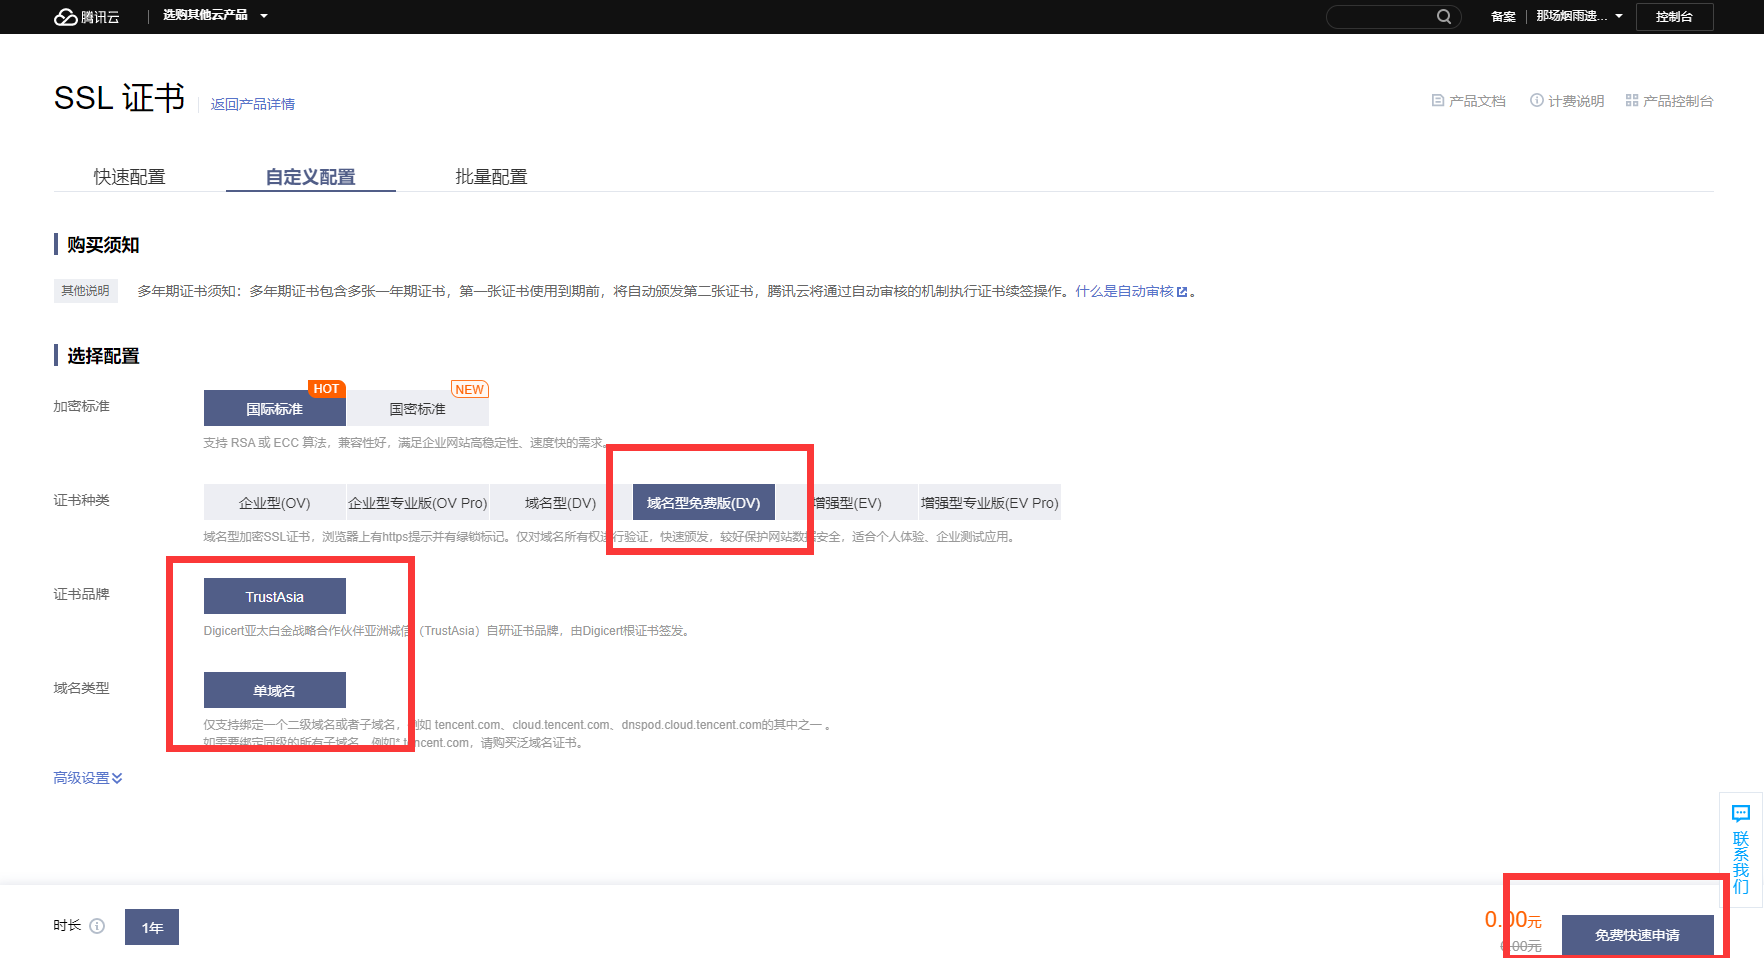 腾讯云 选购其他云产品 备案 那场烟雨遗... 控制台
SSL 证书 返回产品详情 产品文档 计费说明 产品控制台
快速配置 自定义配置 批量配置
购买须知
其他说明 多年期证书须知：多年期证书包含多张一年期证书，第一张证书使用到期前，将自动颁发第二张证书，腾讯云将通过自动审核的机制执行证书续签操作。什么是自动审核。
选择配置
HOT NEW
加密标准 国际标准 国密标准
支持 RSA 或 ECC 算法，兼容性好，满足企业网站高稳定性、速度快的需求。
证书种类 企业型(OV) 企业型专业版(OV Pro) 域名型(DV) 域名型免费版(DV) 增强型(EV) 增强型专业版(EV Pro)
域名型加密SSL证书，浏览器上有https提示并有绿锁标记。仅对域名所有权进行验证，快速颁发，较好保护网站数据安全，适合个人体验、企业测试应用。
证书品牌 TrustAsia
Digicert亚太白金战略合作伙伴亚洲诚信（TrustAsia）自研证书品牌，由Digicert根证书签发。
域名类型 单域名
仅支持绑定一个二级域名或者子域名，例如 tencent.com、cloud.tencent.com、dnspod.cloud.tencent.com的其中之一 。
如需要绑定同级的所有子域名，例如*.tencent.com，请购买泛域名证书。
高级设置
联系我们
时长 1年 0.00元 免费快速申请
0.00元